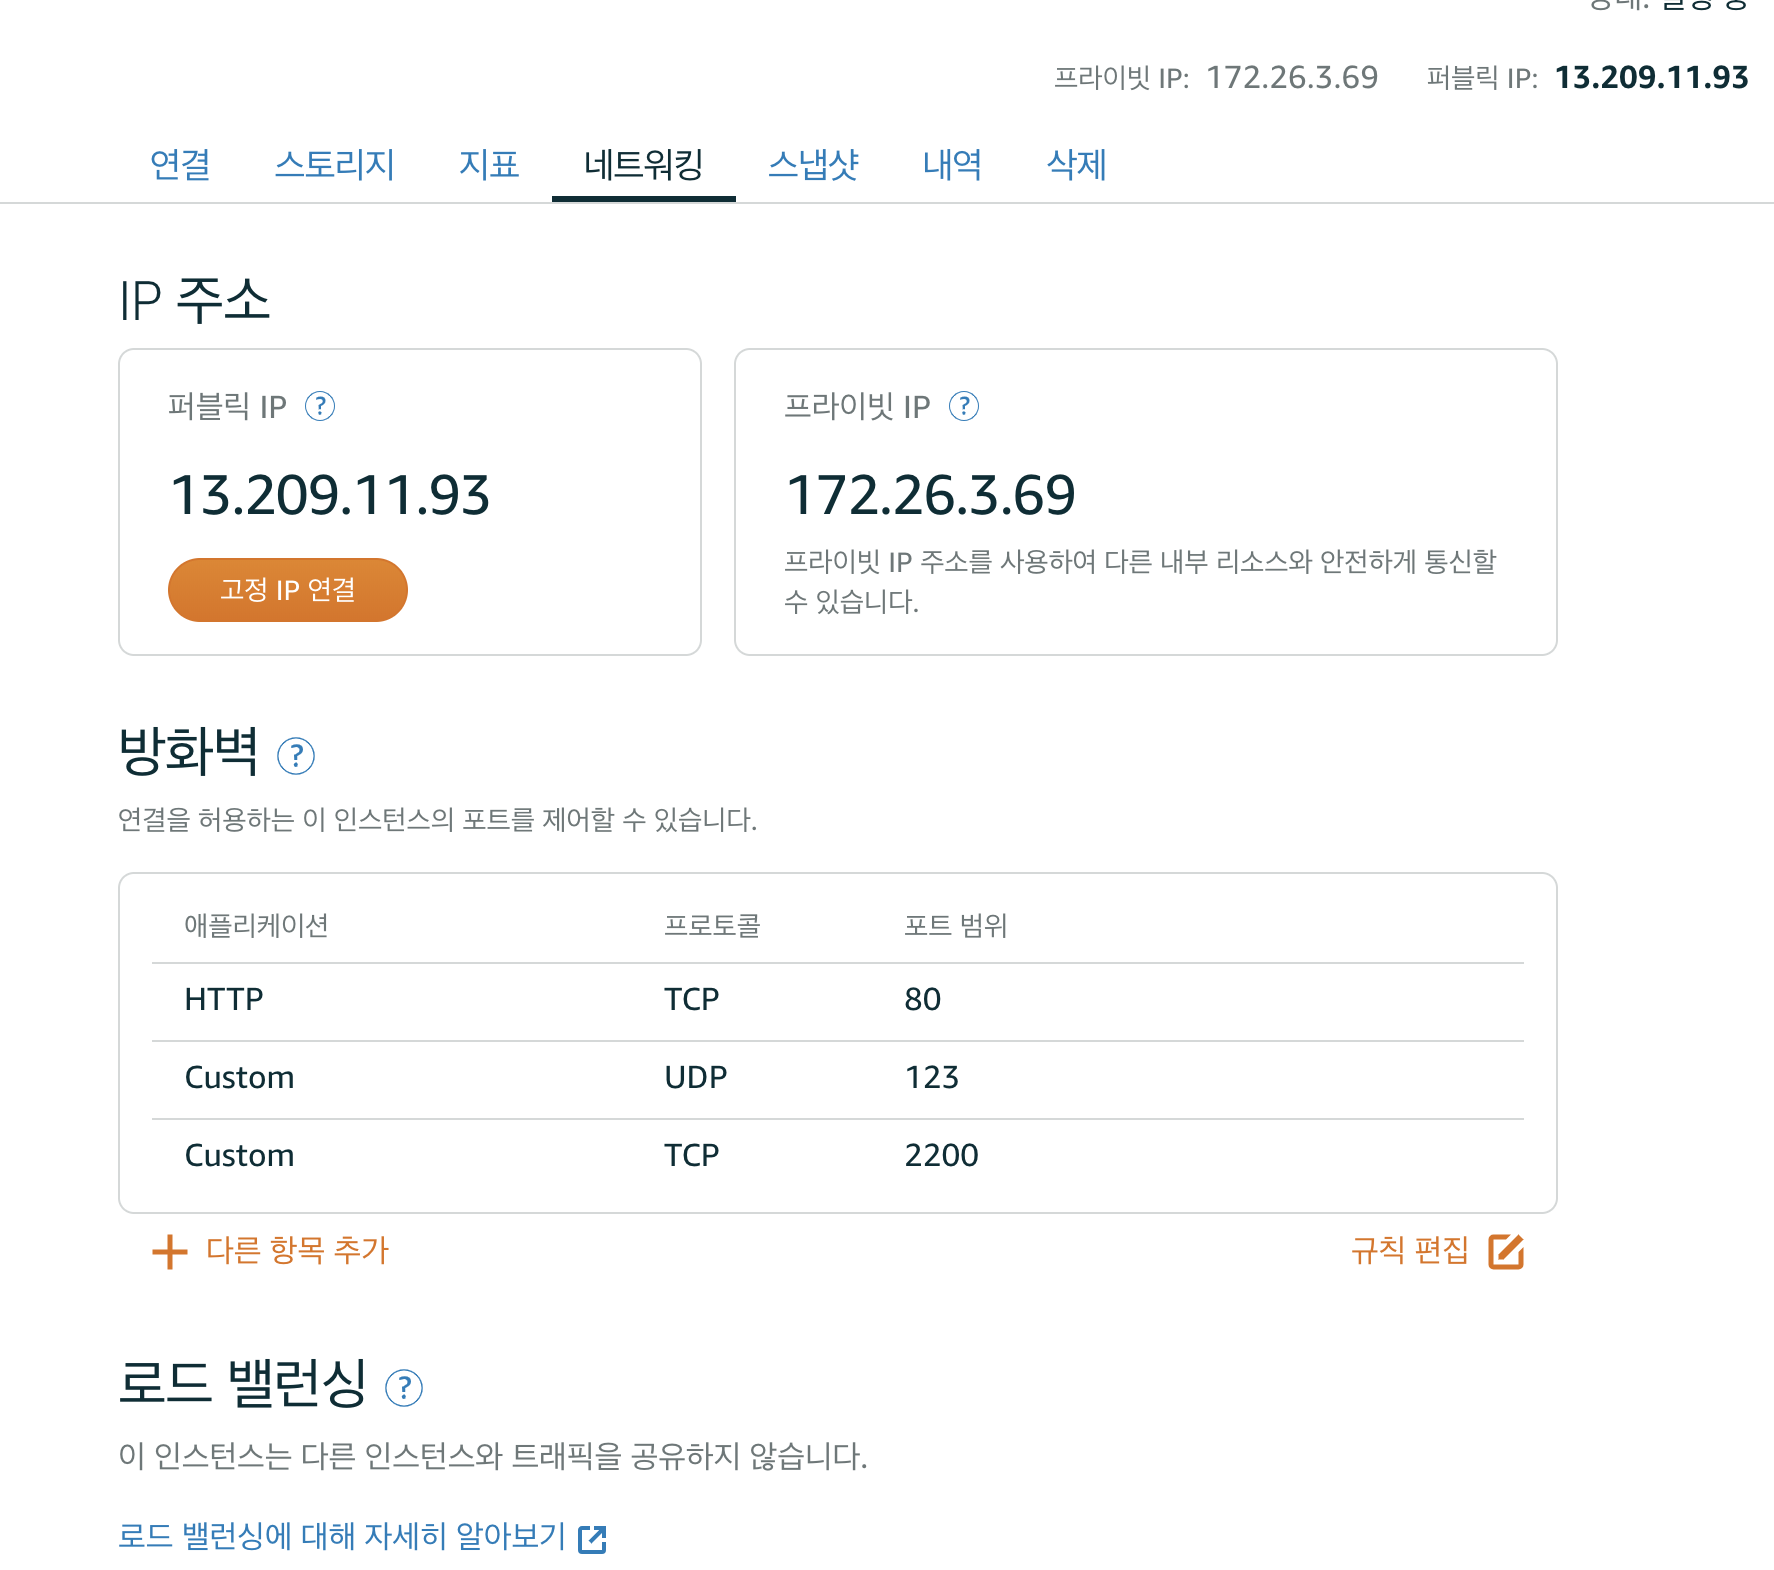 프라이빗 IP: 172.26.3.69 퍼블릭 IP: 13.209.11.93
연결 스토리지 지표 네트워킹 스냅샷 내역 삭제
IP 주소
퍼블릭 IP ?
13.209.11.93
고정 IP 연결
프라이빗 IP ?
172.26.3.69
프라이빗 IP 주소를 사용하여 다른 내부 리소스와 안전하게 통신할
수 있습니다.
방화벽 ?
연결을 허용하는 이 인스턴스의 포트를 제어할 수 있습니다.
애플리케이션 프로토콜 포트 범위
HTTP TCP 80
Custom UDP 123
Custom TCP 2200
다른 항목 추가 규칙 편집
로드 밸런싱 ?
이 인스턴스는 다른 인스턴스와 트래픽을 공유하지 않습니다.
로드 밸런싱에 대해 자세히 알아보기